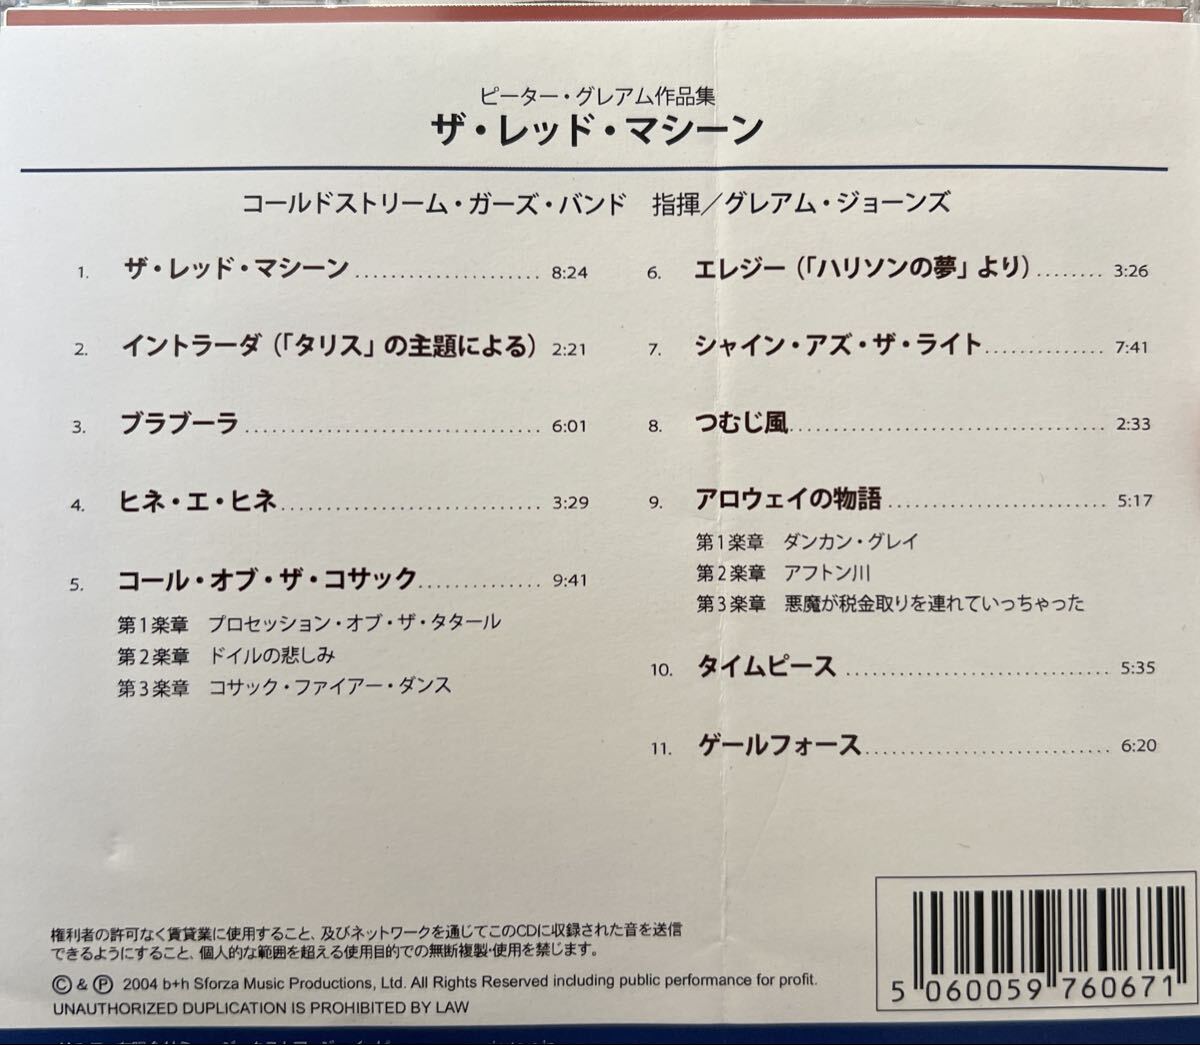 ピーター・グレアム作品集
ザ・レッド・マシーン
コールドストリーム・ガーズ・バンド　指揮／グレアム・ジョーンズ
1. ザ・レッド・マシーン 8:24
2. イントラーダ（「タリス」の主題による） 2:21
3. ブラブーラ 6:01
4. ヒネ・エ・ヒネ 3:29
5. コール・オブ・ザ・コサック 9:41
第1楽章　プロセッション・オブ・ザ・タタール
第2楽章　ドイルの悲しみ
第3楽章　コサック・ファイアー・ダンス
6. エレジー（「ハリソンの夢」より） 3:26
7. シャイン・アズ・ザ・ライト 7:41
8. つむじ風 2:33
9. アロウェイの物語 5:17
第1楽章　ダンカン・グレイ
第2楽章　アフトン川
第3楽章　悪魔が税金取りを連れていっちゃった
10. タイムピース 5:35
11. ゲールフォース 6:20
権利者の許可なく賃貸業に使用すること、及びネットワークを通じてこのCDに収録された音を送信
できるようにすること、個人的な範囲を超える使用目的での無断複製・使用を禁じます。
© & ℗ 2004 b+h Sforza Music Productions, Ltd. All Rights Reserved including public performance for profit.
UNAUTHORIZED DUPLICATION IS PROHIBITED BY LAW
5 060059 760671